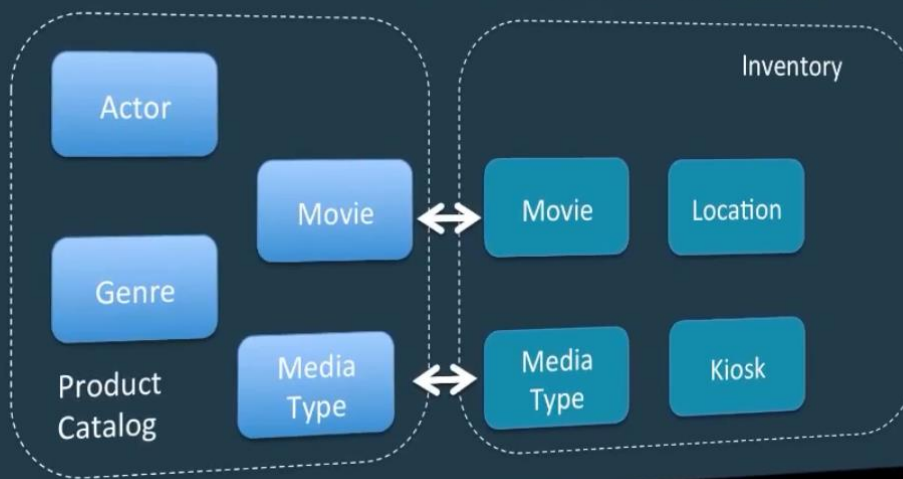 Actor
Movie
Genre
Media
Type
Product
Catalog
Inventory
Movie
Location
Media
Type
Kiosk